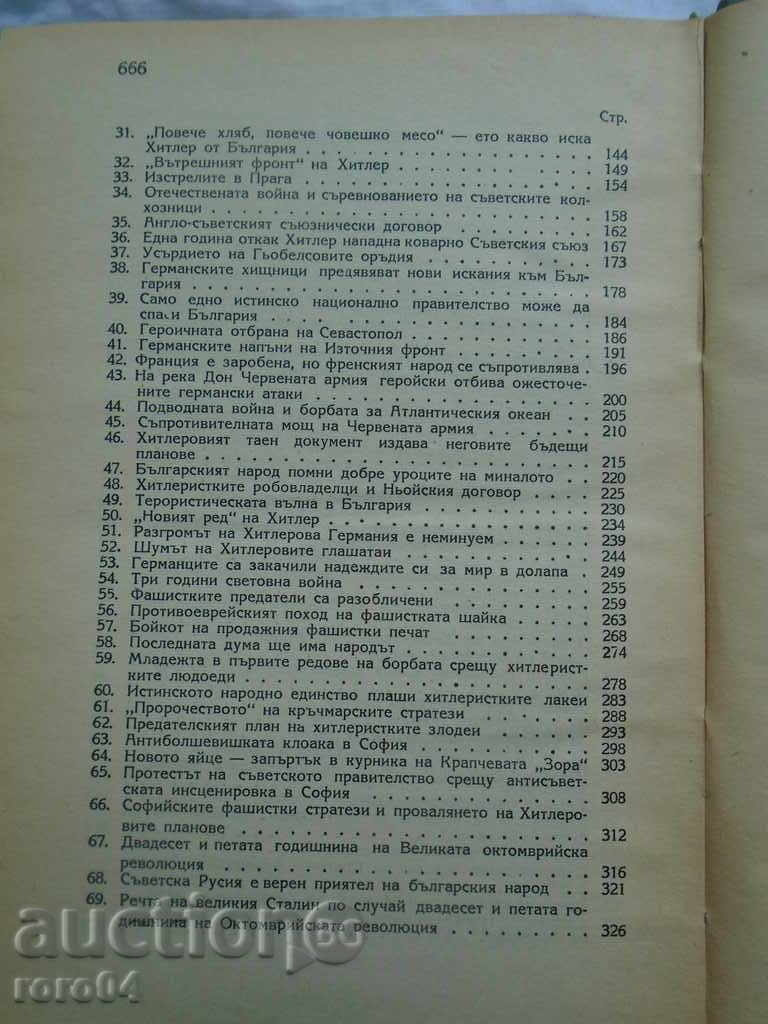 666
Стр.
31. „Повече хляб, повече човешко месо“ — ето какво иска
Хитлер от България . . . . . . . . . . . . . . . . 144
32. „Вътрешният фронт“ на Хитлер . . . . . . . . . . . 149
33. Изстрелите в Прага . . . . . . . . . . . . . . . . 154
34. Отечествената война и съревнованието на съветските кол-
хозници . . . . . . . . . . . . . . . . . . . . . 158
35. Англо-съветският съюзнически договор . . . . . . . 162
36. Една година откак Хитлер нападна коварно Съветския съюз 167
37. Усърдието на Гьобелсовите оръдия . . . . . . . . . 173
38. Германските хищници предявяват нови искания към Бъл-
гария . . . . . . . . . . . . . . . . . . . . . . 178
39. Само едно истинско национално правителство може да
спаси България . . . . . . . . . . . . . . . . . . 184
40. Героичната отбрана на Севастопол . . . . . . . . . 186
41. Германските напъни на Източния фронт . . . . . . . 191
42. Франция е заробена, но френският народ се съпротивлява . 196
43. На река Дон Червената армия геройски отбива ожесточе-
ните германски атаки . . . . . . . . . . . . . . . 200
44. Подводната война и борбата за Атлантическия океан . . 205
45. Съпротивителната мощ на Червената армия . . . . . 210
46. Хитлеровият таен документ издава неговите бъдещи
планове . . . . . . . . . . . . . . . . . . . . . 215
47. Българският народ помни добре уроците на миналото . . 220
48. Хитлеристките робовладелци и Ньойския договор . . . . 225
49. Терористическата вълна в България . . . . . . . . 230
50. „Новият ред“ на Хитлер . . . . . . . . . . . . . . 234
51. Разгромът на Хитлерова Германия е неминуем . . . . 239
52. Шумът на Хитлеровите глашатаи . . . . . . . . . . 244
53. Германците са закачили надеждите си за мир в долапа . 249
54. Три години световна война . . . . . . . . . . . . 255
55. Фашистките предатели са разобличени . . . . . . . 259
56. Противоеврейският поход на фашистката шайка . . . . 263
57. Бойкот на продажния фашистки печат . . . . . . . . 268
58. Последната дума ще има народът . . . . . . . . . . 274
59. Младежта в първите редове на борбата срещу хитлерист-
ките людоеди . . . . . . . . . . . . . . . . . . . 278
60. Истинското народно единство плаши хитлеристките лакеи 283
61. „Пророчеството“ на кръчмарските стратези . . . . . 288
62. Предателският план на хитлеристките злодеи . . . . 293
63. Антиболшевишката клоака в София . . . . . . . . . 298
64. Новото яйце — запъртък в курника на Крапчевата „Зора“ 303
65. Протестът на съветското правителство срещу антисъвет-
ската инсценировка в София . . . . . . . . . . . . 308
66. Софийските фашистки стратези и провалянето на Хитлеро-
вите планове . . . . . . . . . . . . . . . . . . . 312
67. Двадесет и петата годишнина на Великата октомврийска
революция . . . . . . . . . . . . . . . . . . . . 316
68. Съветска Русия е верен приятел на българския народ . . 321
69. Речта на великия Сталин по случай двадесет и петата го-
дишнина на Октомврийската революция . . . . . . . . 326
auction
roro04